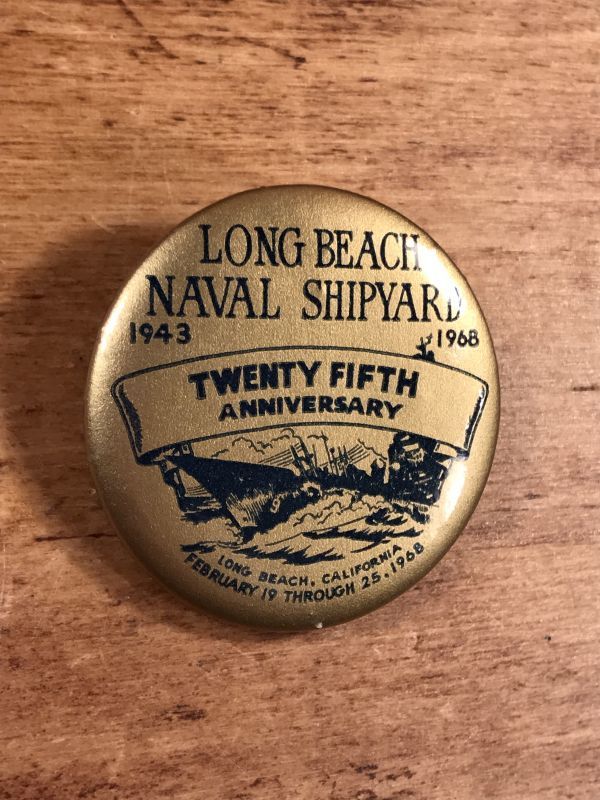 LONG BEACH
NAVAL SHIPYARD
1943 1968
TWENTY FIFTH
ANNIVERSARY
LONG BEACH, CALIFORNIA
FEBRUARY 19 THROUGH 25, 1968